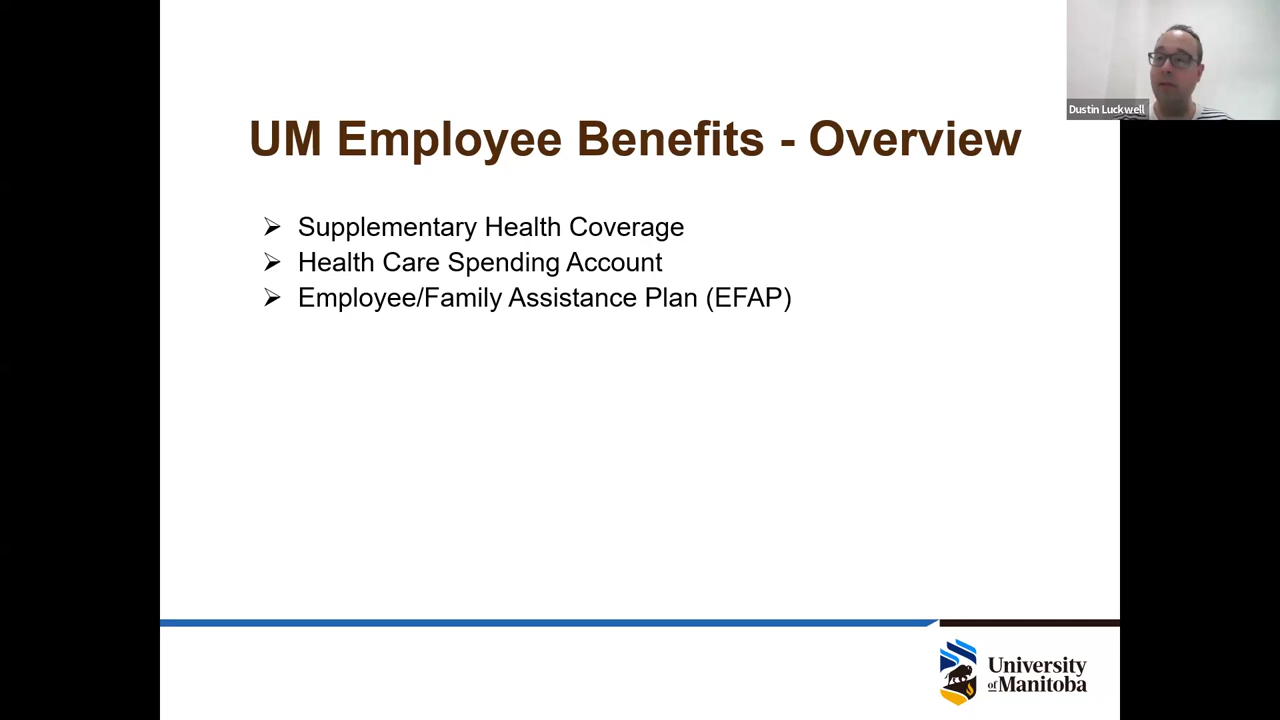 Dustin Luckwell
UM Employee Benefits - Overview
Supplementary Health Coverage
Health Care Spending Account
Employee/Family Assistance Plan (EFAP)
University
of Manitoba